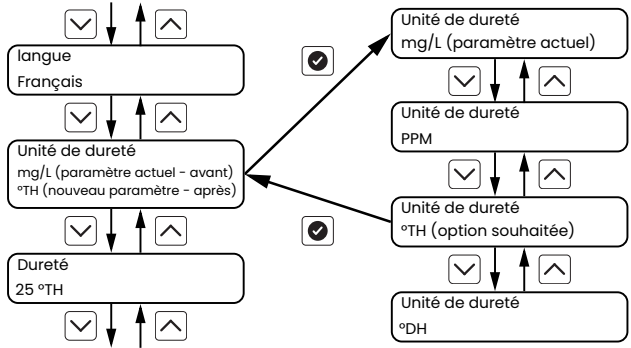 langue
Français
Unité de dureté
mg/L (paramètre actuel - avant)
°TH (nouveau paramètre - après)
Dureté
25 °TH
Unité de dureté
mg/L (paramètre actuel)
Unité de dureté
PPM
Unité de dureté
°TH (option souhaitée)
Unité de dureté
°DH